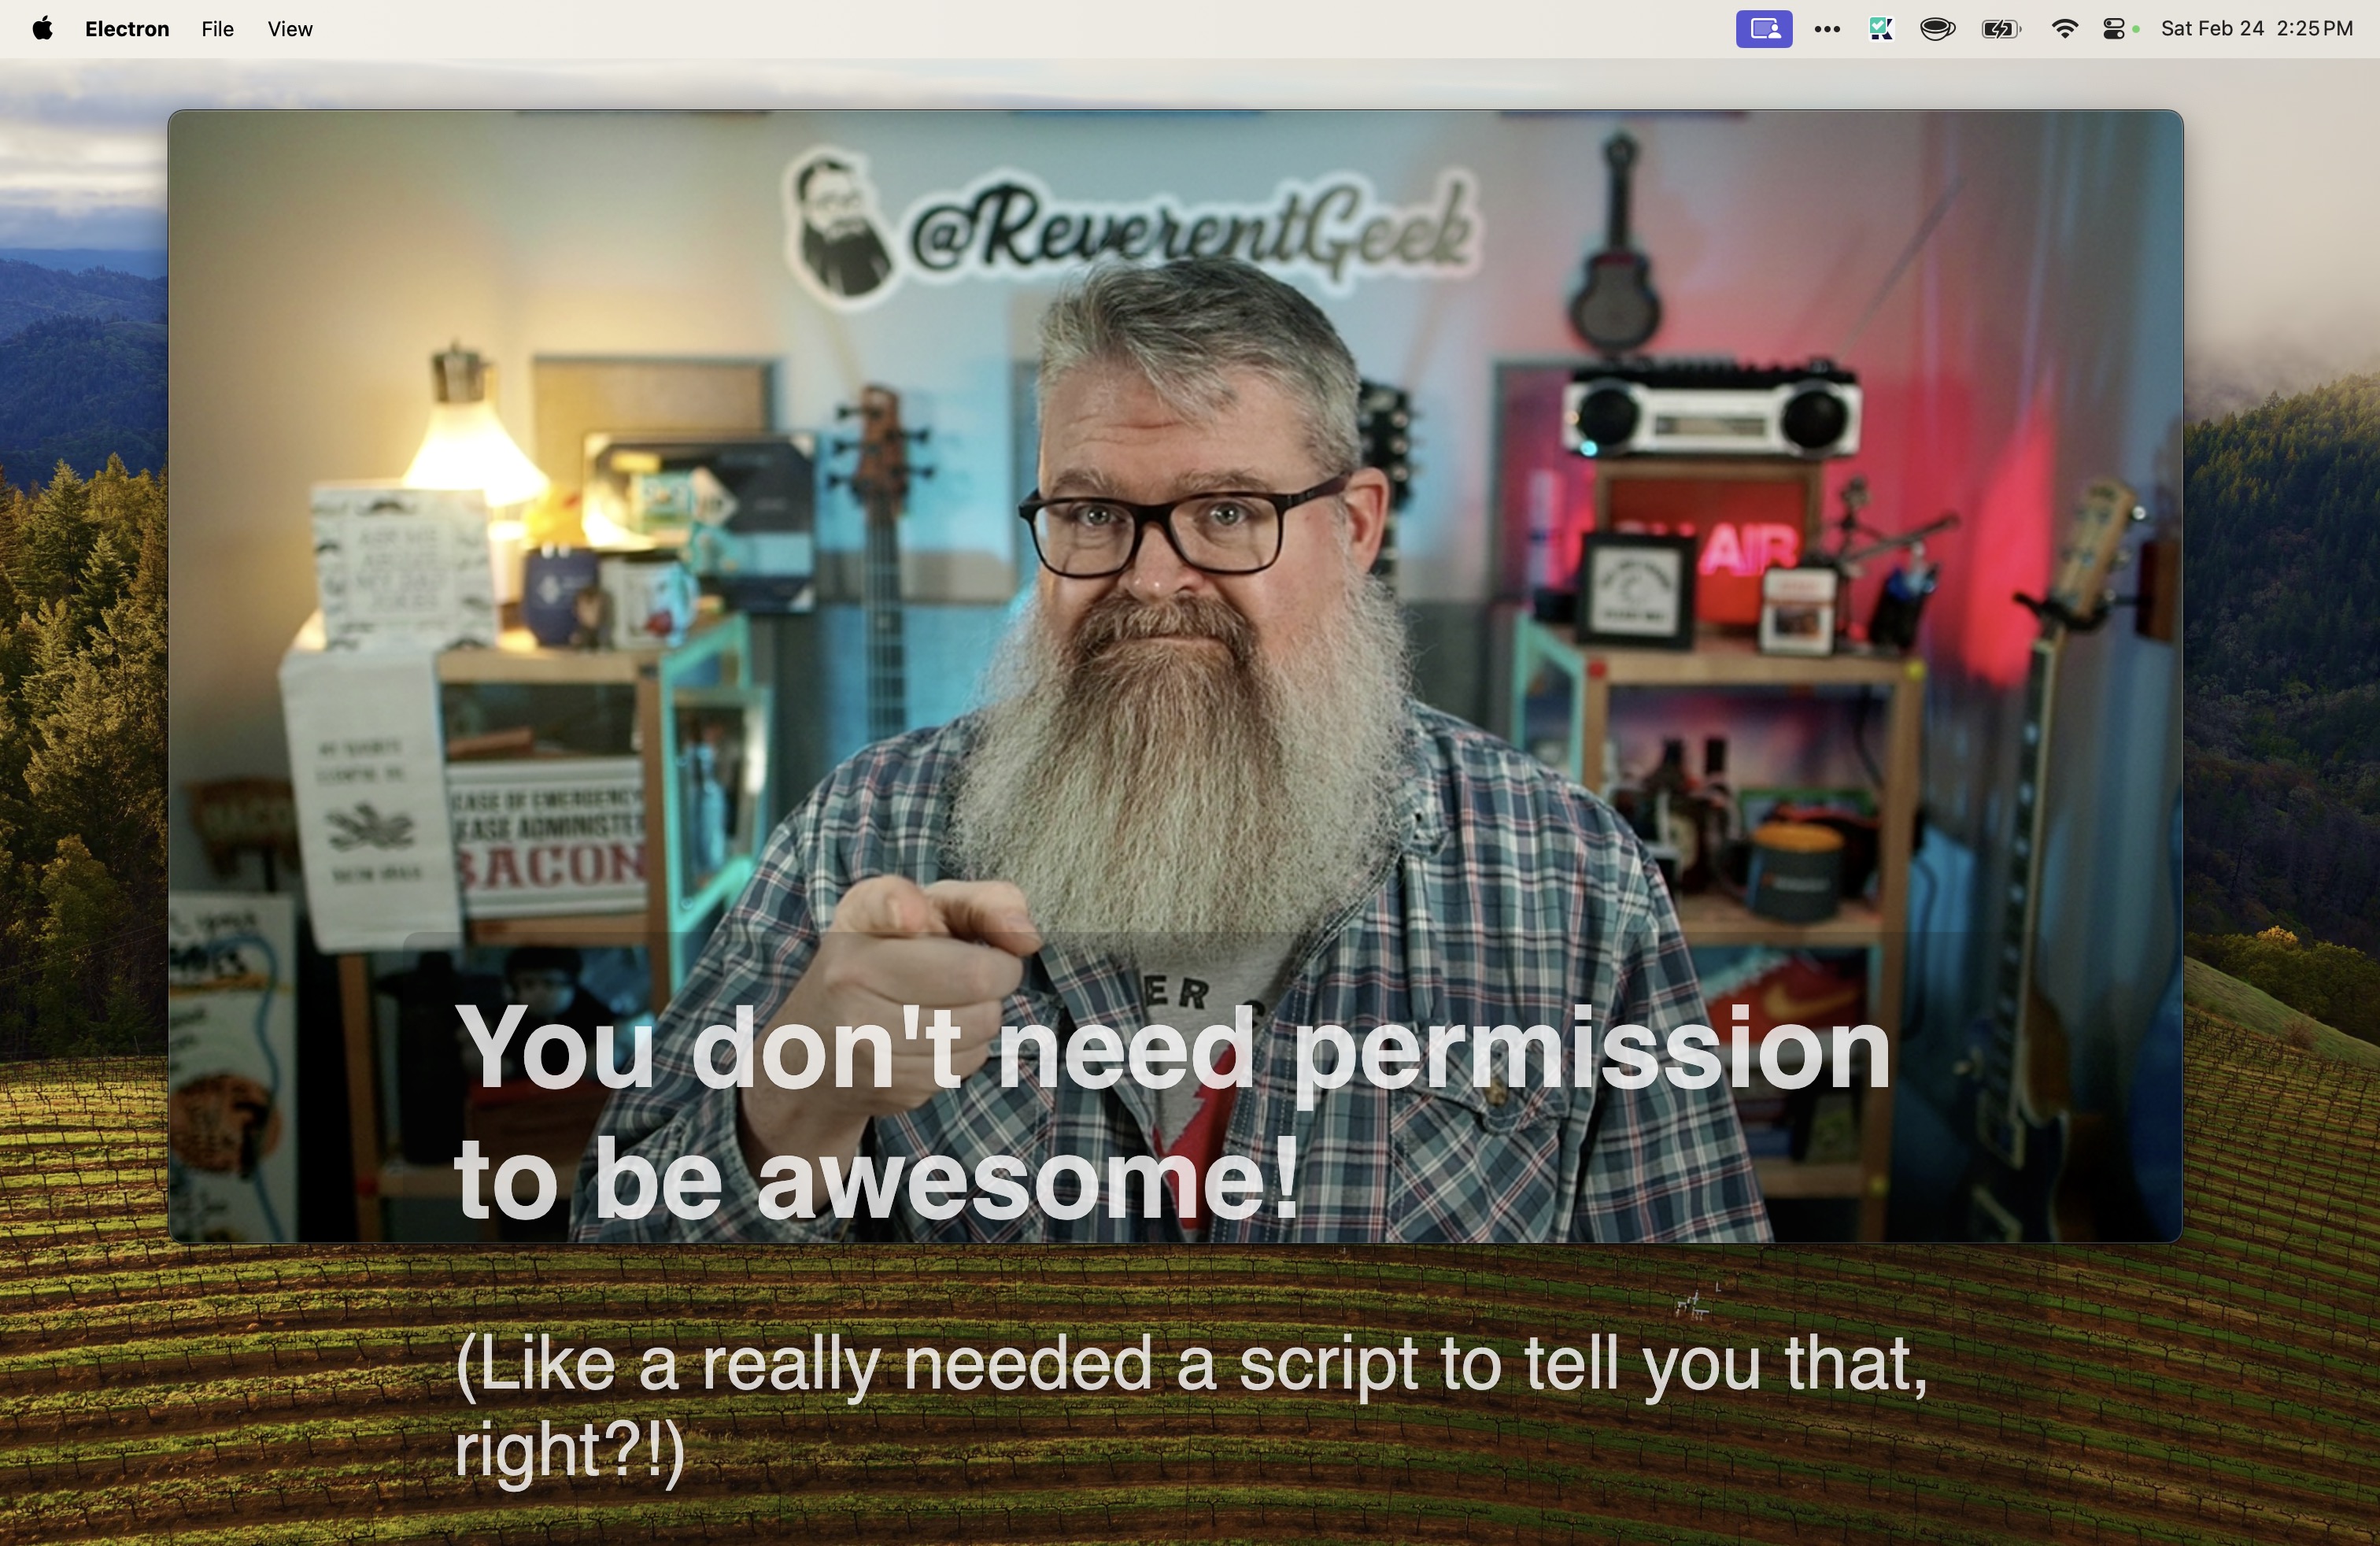 Electron File View Sat Feb 24 2:25 PM
@ReverentGeek
AIR
CASE OF EMERGENCY
EASE ADMINISTER
BACON
ER
You don't need permission
to be awesome!
(Like a really needed a script to tell you that,
right?!)